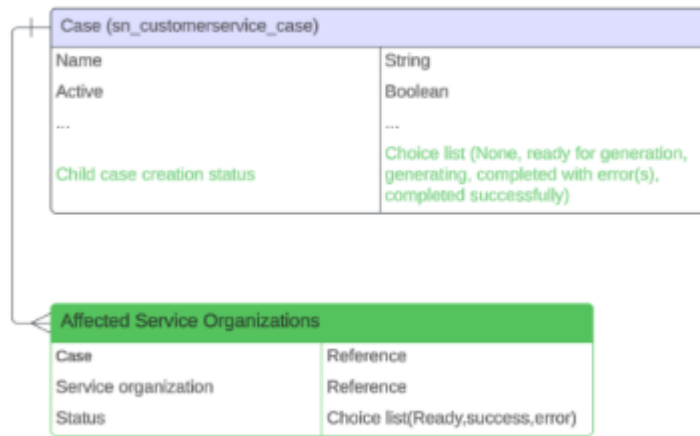 Case (sn_customerservice_case)
Name String
Active Boolean
... ...
Child case creation status Choice list (None, ready for generation,
generating, completed with error(s),
completed successfully)
Affected Service Organizations
Case Reference
Service organization Reference
Status Choice list(Ready,success,error)